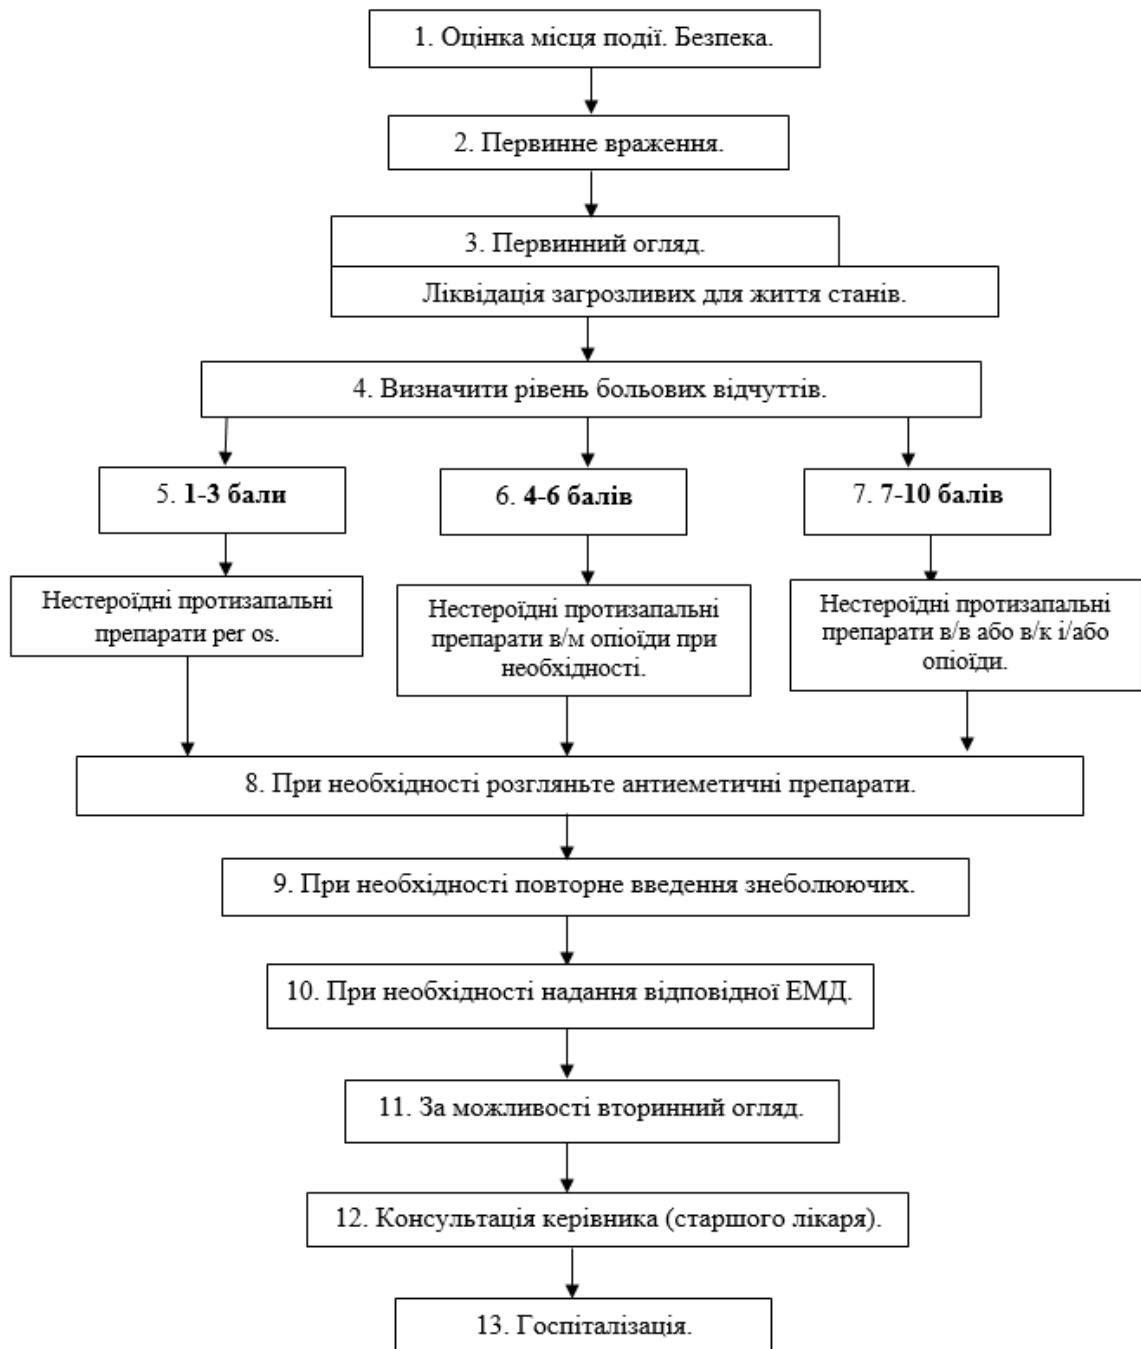 1. Оцінка місця події. Безпека.
2. Первинне враження.
3. Первинний огляд.
Ліквідація загрозливих для життя станів.
4. Визначити рівень больових відчуттів.
5. 1-3 бали
6. 4-6 балів
7. 7-10 балів
Нестероїдні протизапальні
препарати per os.
Нестероїдні протизапальні
препарати в/м опіоїди при
необхідності.
Нестероїдні протизапальні
препарати в/в або в/к і/або
опіоїди.
8. При необхідності розгляньте антиеметичні препарати.
9. При необхідності повторне введення знеболюючих.
10. При необхідності надання відповідної ЕМД.
11. За можливості вторинний огляд.
12. Консультація керівника (старшого лікаря).
13. Госпіталізація.